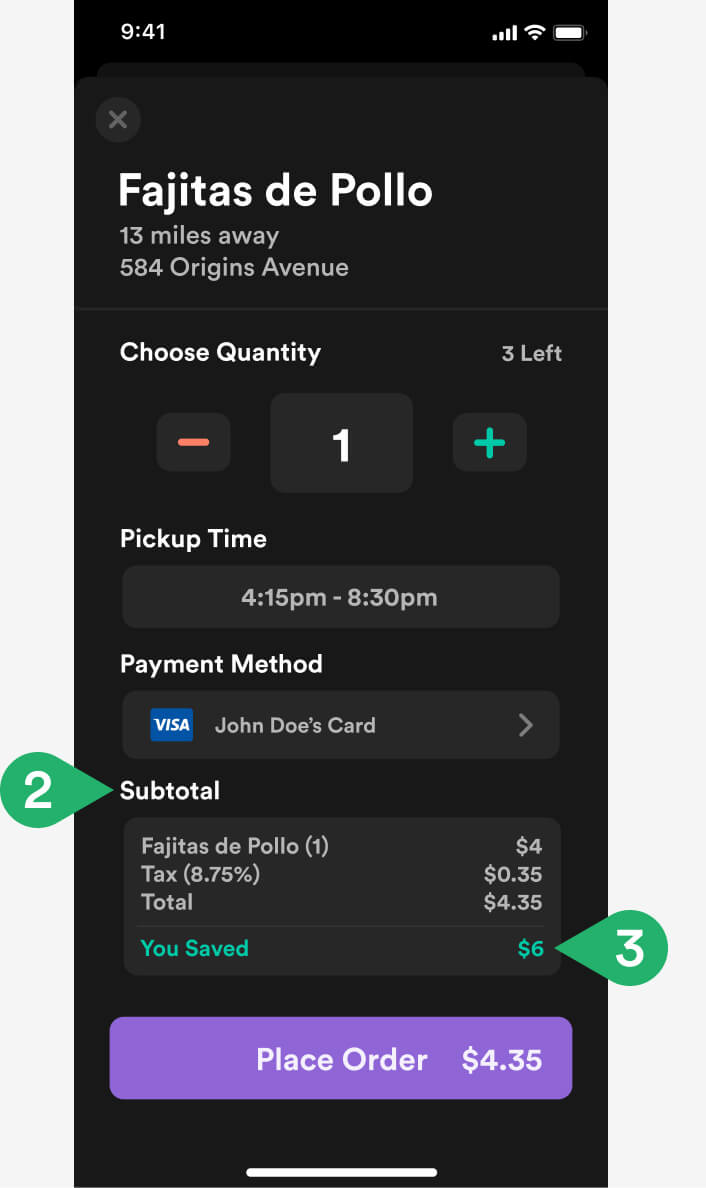 9:41
Fajitas de Pollo
13 miles away
584 Origins Avenue
Choose Quantity 3 Left
1
Pickup Time
4:15pm - 8:30pm
Payment Method
VISA John Doe’s Card
2 Subtotal
Fajitas de Pollo (1) $4
Tax (8.75%) $0.35
Total $4.35
You Saved $6 3
Place Order $4.35